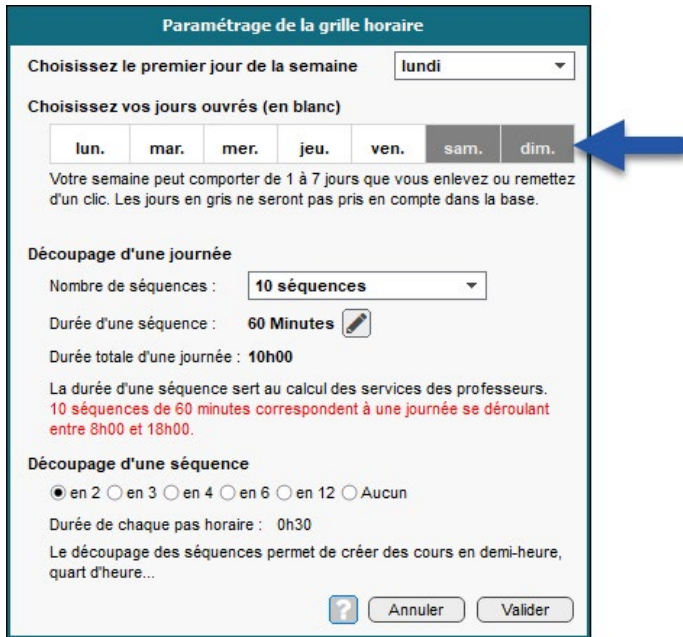 Paramétrage de la grille horaire
Choisissez le premier jour de la semaine lundi
Choisissez vos jours ouvrés (en blanc)
lun. mar. mer. jeu. ven. sam. dim.
Votre semaine peut comporter de 1 à 7 jours que vous enlevez ou remettez
d'un clic. Les jours en gris ne seront pas pris en compte dans la base.
Découpage d'une journée
Nombre de séquences : 10 séquences
Durée d'une séquence : 60 Minutes
Durée totale d'une journée : 10h00
La durée d'une séquence sert au calcul des services des professeurs.
10 séquences de 60 minutes correspondent à une journée se déroulant
entre 8h00 et 18h00.
Découpage d'une séquence
en 2 en 3 en 4 en 6 en 12 Aucun
Durée de chaque pas horaire : 0h30
Le découpage des séquences permet de créer des cours en demi-heure,
quart d'heure...
? Annuler Valider